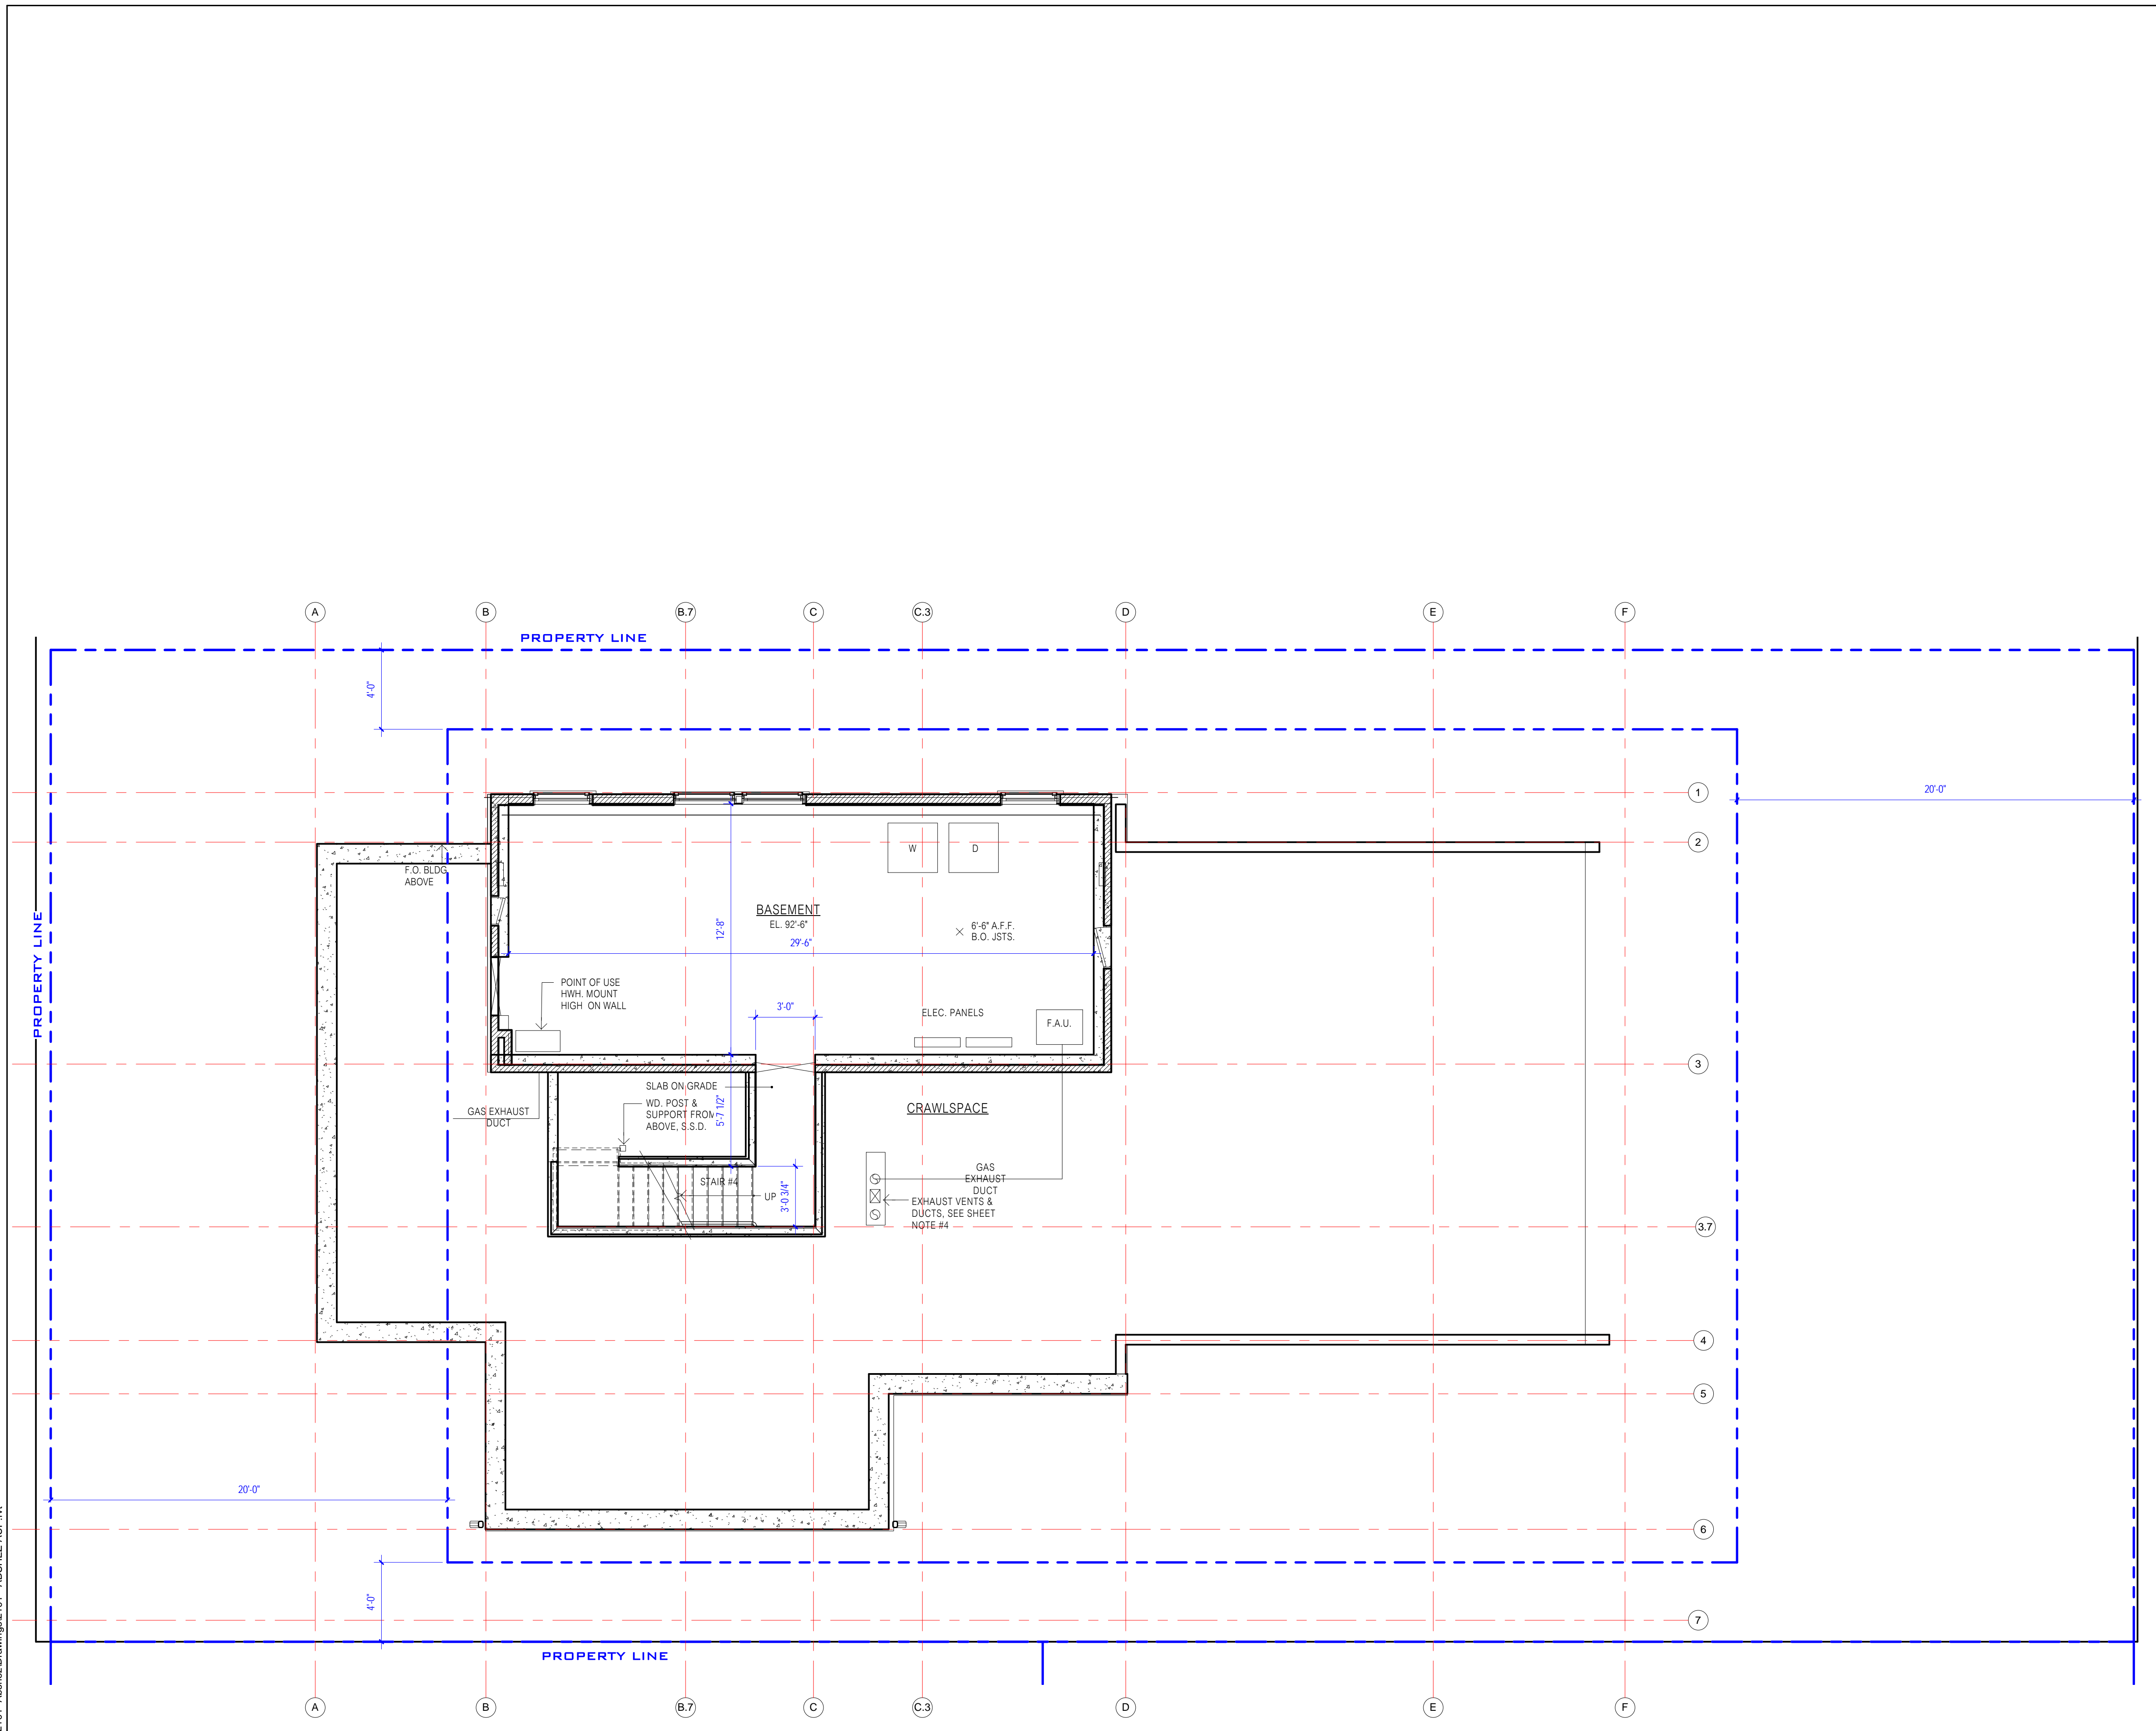 A
B
B.7
C
C.3
D
E
F
PROPERTY LINE
4'-0"
1
20'-0"
2
W
D
F.O. BLDG.
ABOVE
PROPERTY LINE
BASEMENT
EL. 92'-6"
12'-8"
29'-6"
6'-6" A.F.F.
B.O. JSTS.
POINT OF USE
HWH. MOUNT
HIGH ON WALL
3'-0"
ELEC. PANELS
F.A.U.
3
SLAB ON GRADE
WD. POST &
SUPPORT FROM
ABOVE, S.S.D.
5'-7 1/2"
GAS EXHAUST
DUCT
CRAWLSPACE
STAIR #4
UP
3'-0 3/4"
GAS
EXHAUST
DUCT
EXHAUST VENTS &
DUCTS, SEE SHEET
NOTE #4
3.7
4
5
20'-0"
6
4'-0"
7
PROPERTY LINE
A
B
B.7
C
C.3
D
E
F